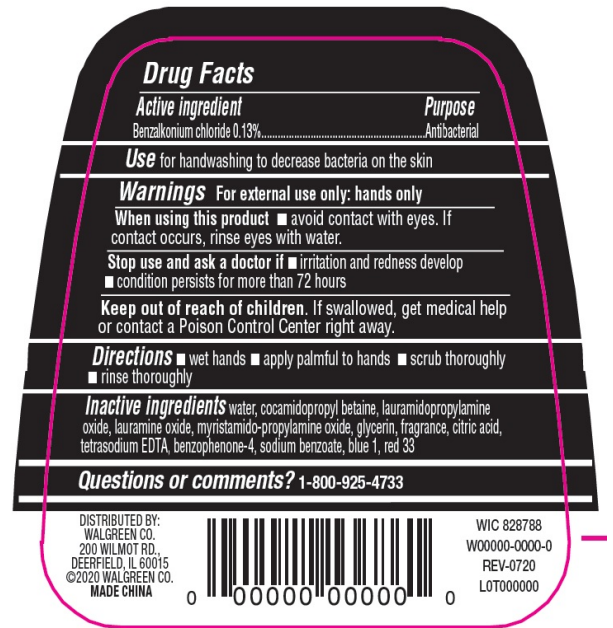 Drug Facts
Active ingredient Purpose
Benzalkonium chloride 0.13%..........................................................Antibacterial
Use for handwashing to decrease bacteria on the skin
Warnings For external use only: hands only
When using this product ■ avoid contact with eyes. If
contact occurs, rinse eyes with water.
Stop use and ask a doctor if ■ irritation and redness develop
■ condition persists for more than 72 hours
Keep out of reach of children. If swallowed, get medical help
or contact a Poison Control Center right away.
Directions ■ wet hands ■ apply palmful to hands ■ scrub thoroughly
■ rinse thoroughly
Inactive ingredients water, cocamidopropyl betaine, lauramidopropylamine
oxide, lauramine oxide, myristamido-propylamine oxide, glycerin, fragrance, citric acid,
tetrasodium EDTA, benzophenone-4, sodium benzoate, blue 1, red 33
Questions or comments? 1-800-925-4733
DISTRIBUTED BY:
WALGREEN CO.
200 WILMOT RD.,
DEERFIELD, IL 60015
©2020 WALGREEN CO.
MADE CHINA
0 00000 00000 0
WIC 828788
W00000-0000-0
REV-0720
L0T000000